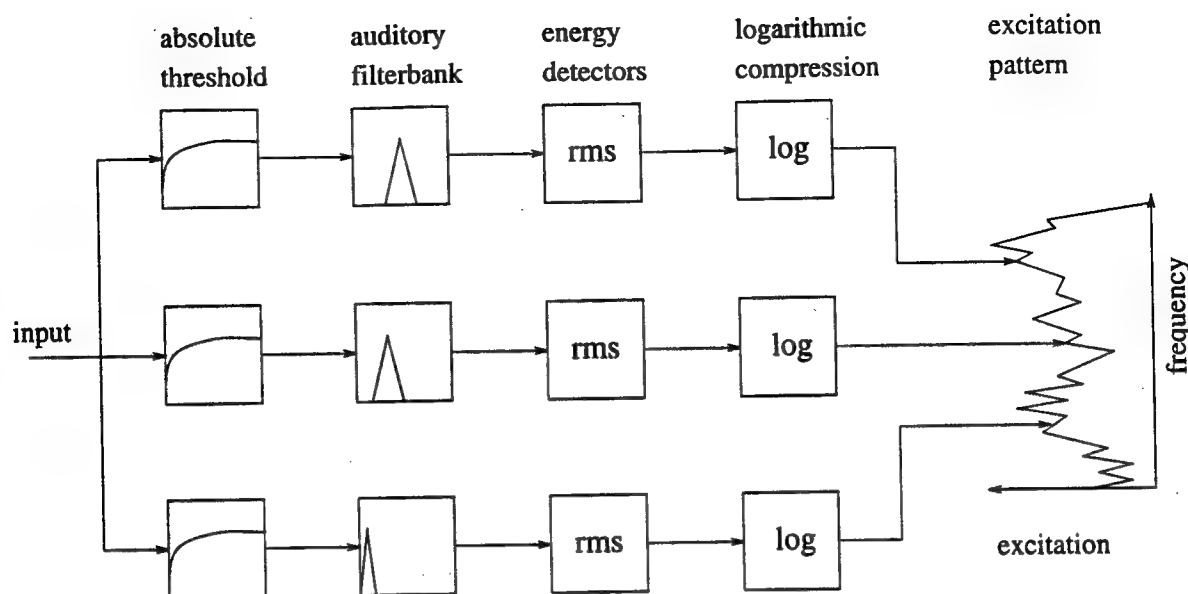 absolute
threshold
auditory
filterbank
energy
detectors
logarithmic
compression
excitation
pattern
rms
log
input
rms
log
frequency
rms
log
excitation